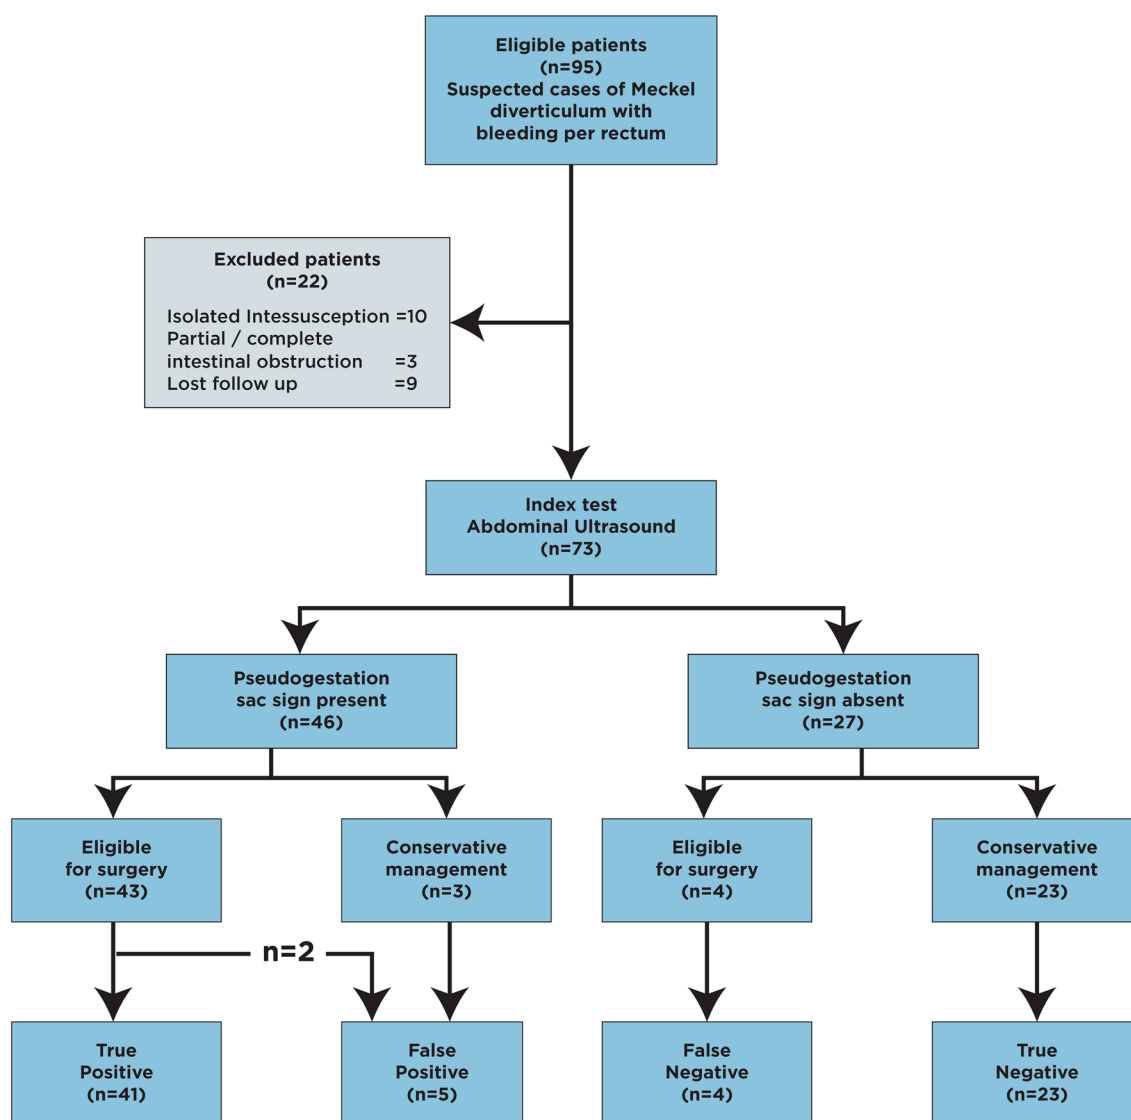 Eligible patients
(n=95)
Suspected cases of Meckel
diverticulum with
bleeding per rectum
Excluded patients
(n=22)
Isolated Intessusception =10
Partial / complete
intestinal obstruction =3
Lost follow up =9
Index test
Abdominal Ultrasound
(n=73)
Pseudogestation
sac sign present
(n=46)
Pseudogestation
sac sign absent
(n=27)
Eligible
for surgery
(n=43)
Conservative
management
(n=3)
Eligible
for surgery
(n=4)
Conservative
management
(n=23)
n=2
True
Positive
(n=41)
False
Positive
(n=5)
False
Negative
(n=4)
True
Negative
(n=23)